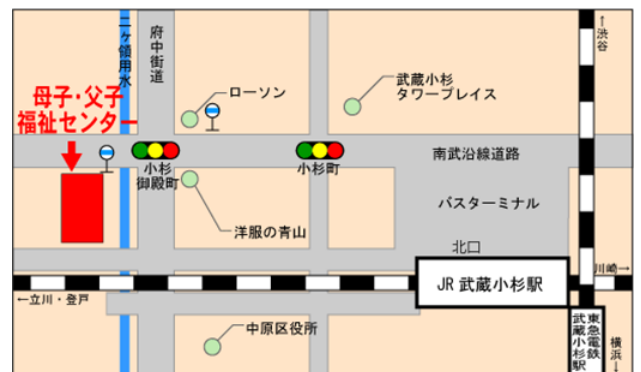 二ヶ領用水
府中街道
↑渋谷
母子・父子
福祉センター
ローソン
武蔵小杉
タワープレイス
小杉
御殿町
小杉町
南武沿線道路
洋服の青山
バスターミナル
北口
JR 武蔵小杉駅
川崎→
←立川・登戸
中原区役所
東急電鉄
武蔵小杉駅
横浜↓